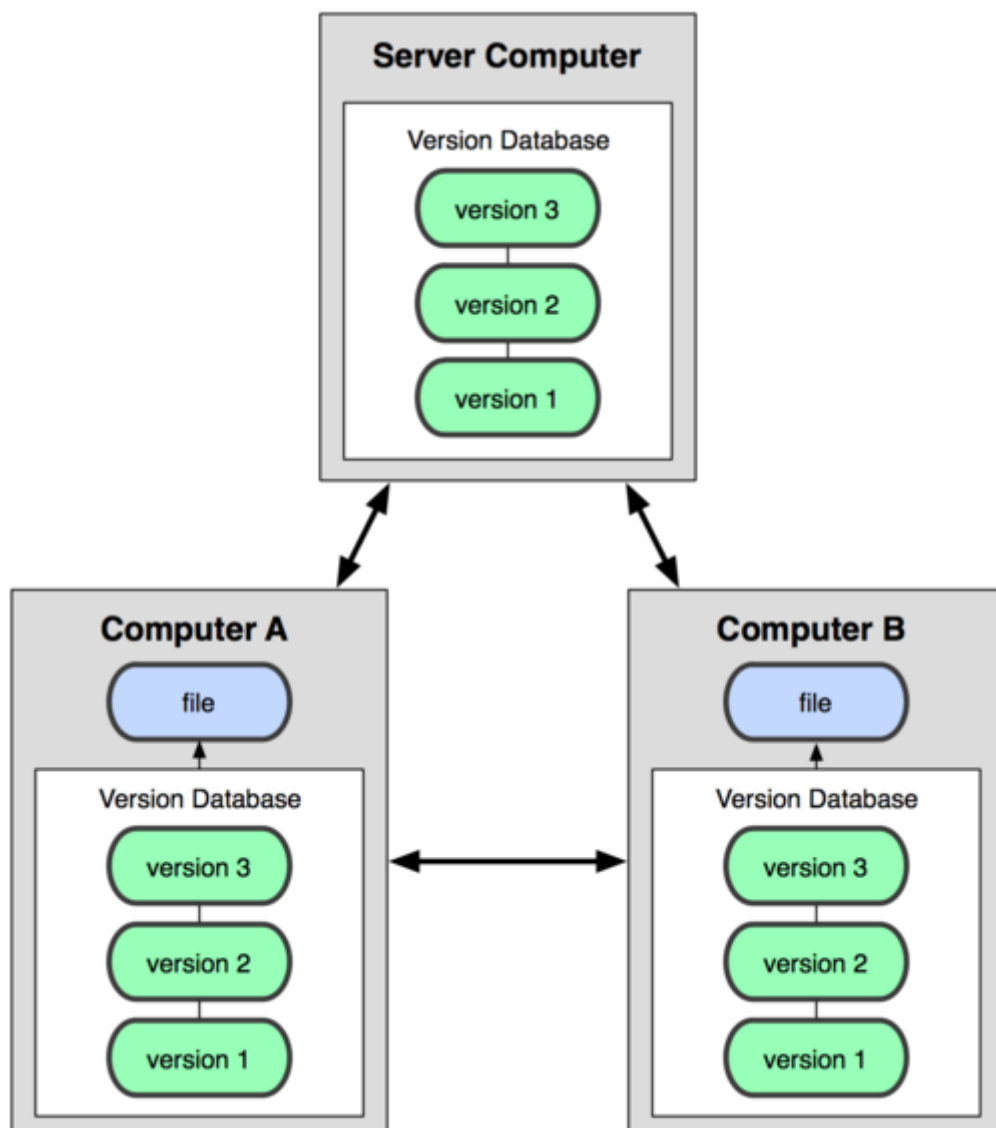 Server Computer
Version Database
version 3
version 2
version 1
Computer A
file
Version Database
version 3
version 2
version 1
Computer B
file
Version Database
version 3
version 2
version 1